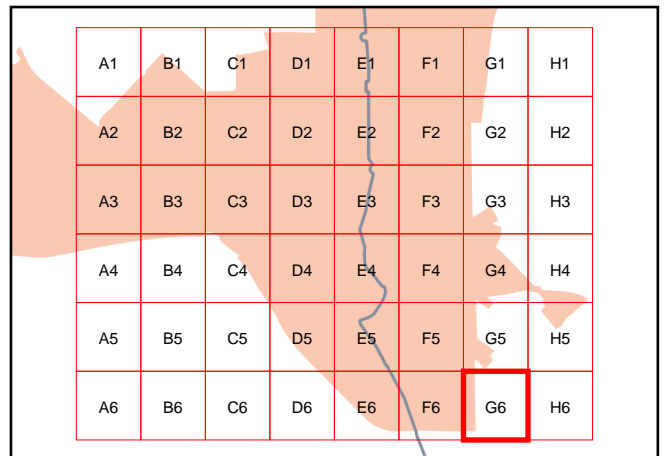 A1 B1 C1 D1 E1 F1 G1 H1
A2 B2 C2 D2 E2 F2 G2 H2
A3 B3 C3 D3 E3 F3 G3 H3
A4 B4 C4 D4 E4 F4 G4 H4
A5 B5 C5 D5 E5 F5 G5 H5
A6 B6 C6 D6 E6 F6 G6 H6